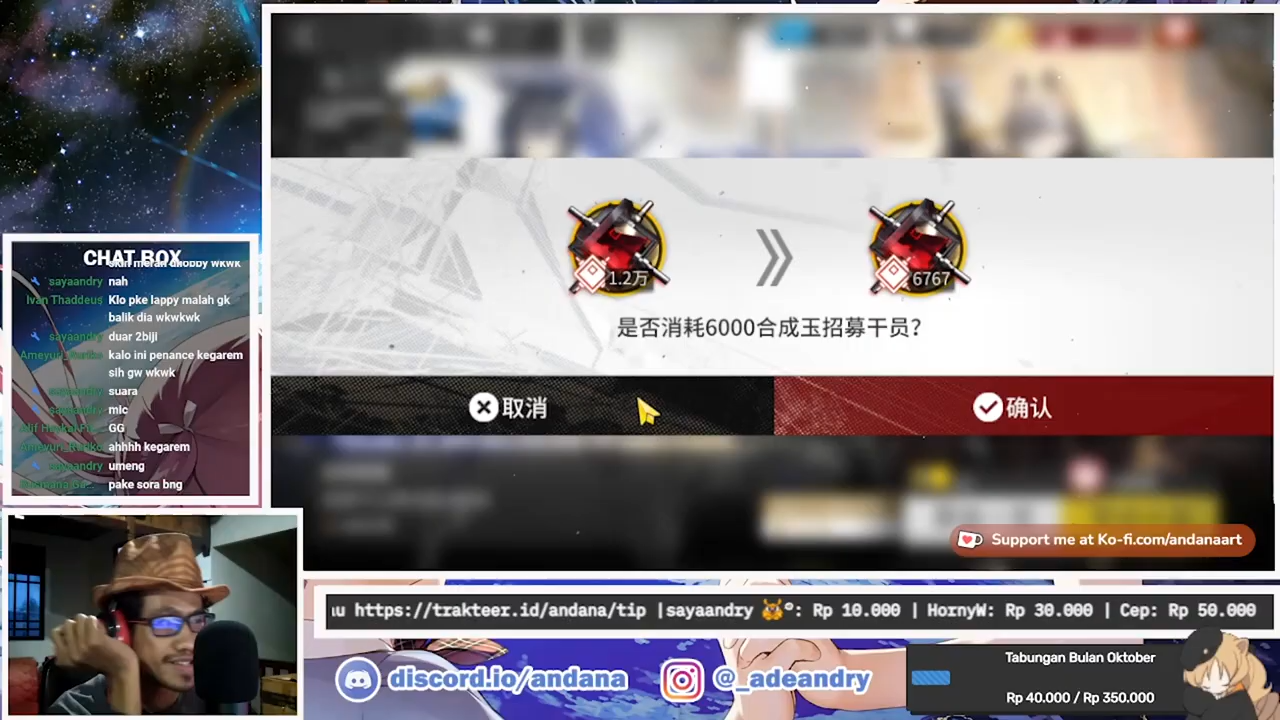 1.2万
6767
是否消耗6000合成玉招募干员?
取消
确认
CHAT BOX
sayaandry nah
Ivan Thaddeus Klo pke lappy malah gk
balik dia wkwkwk
sayaandry duar 2biji
kalo ini penance kegarem
sih gw wkwk
sayaandry suara
sayaandry mic
GG
ahhhh kegarem
sayaandry umeng
pake sora bng
Support me at Ko-fi.com/andanaart
https://trakteer.id/andana/tip |sayaandry : Rp 10.000 | HornyW: Rp 30.000 | Cep: Rp 50.000
discord.io/andana
@_adeandry
Tabungan Bulan Oktober
Rp 40.000 / Rp 350.000